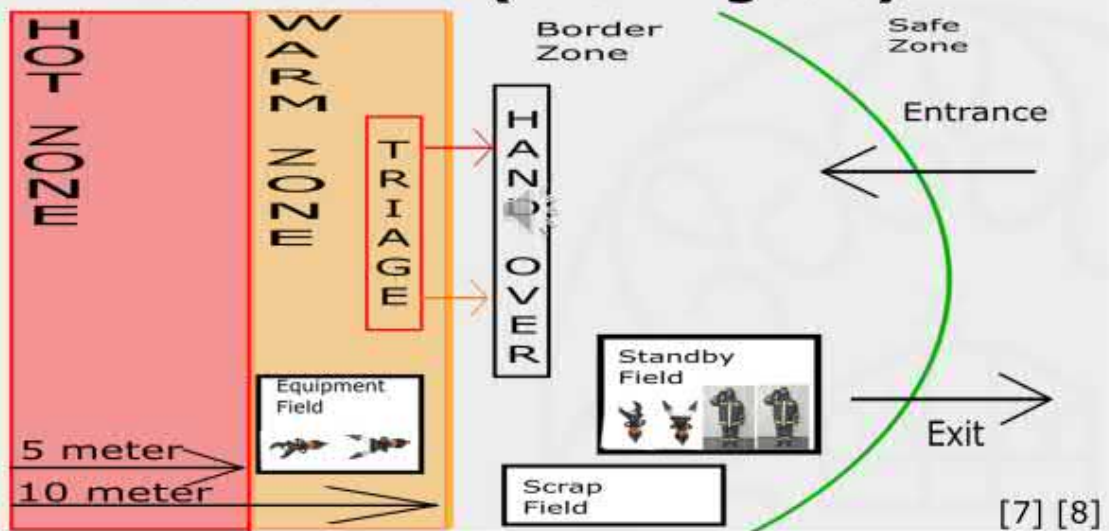 HOT ZONE
WARM ZONE
Border
Zone
Safe
Zone
Entrance
TRIAGE
HAND OVER
Standby
Field
Equipment
Field
Exit
5 meter
10 meter
Scrap
Field
[7] [8]